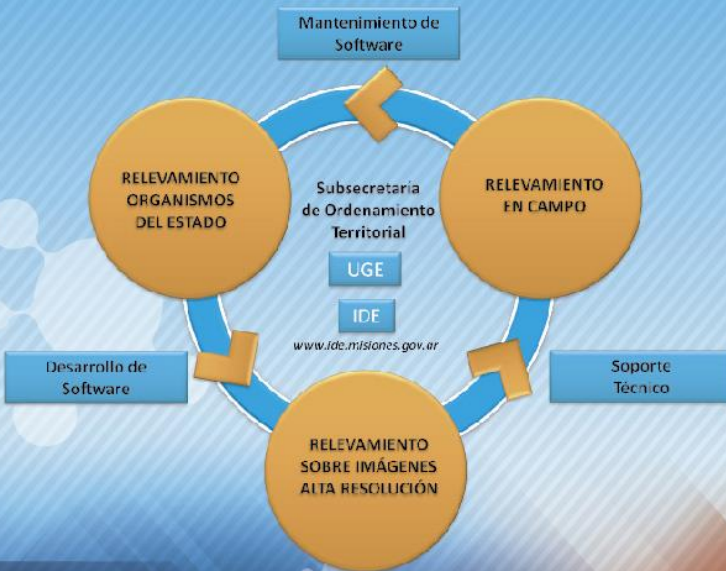 Mantenimiento de
Software
RELEVAMIENTO
ORGANISMOS
DEL ESTADO
Subsecretaría
de Ordenamiento
Territorial
UGE
IDE
www.ide.misiones.gov.ar
RELEVAMIENTO
EN CAMPO
Desarrollo de
Software
Soporte
Técnico
RELEVAMIENTO
SOBRE IMÁGENES
ALTA RESOLUCIÓN